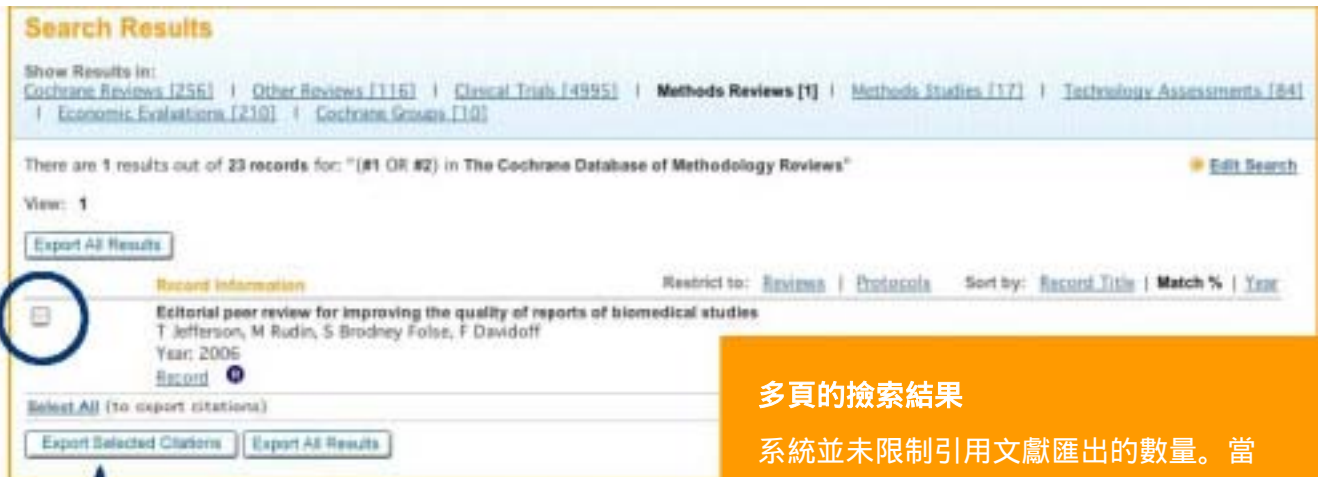 Search Results
Show Results in:
Cochrane Reviews [256] | Other Reviews [116] | Clinical Trials [4995] | Methods Reviews [1] | Methods Studies [17] | Technology Assessments [84]
| Economic Evaluations [210] | Cochrane Groups [10]
There are 1 results out of 23 records for: "(#1 OR #2) in The Cochrane Database of Methodology Reviews"
Edit Search
View: 1
Export All Results
Record Information
Restrict to: Reviews | Protocols Sort by: Record Title | Match % | Year
Editorial peer review for improving the quality of reports of biomedical studies
T Jefferson, M Rudin, S Brodney Folse, F Davidoff
Year: 2006
Record
Select All (to export citations)
Export Selected Citations Export All Results
多頁的撿索結果
系統並未限制引用文獻匯出的數量。當